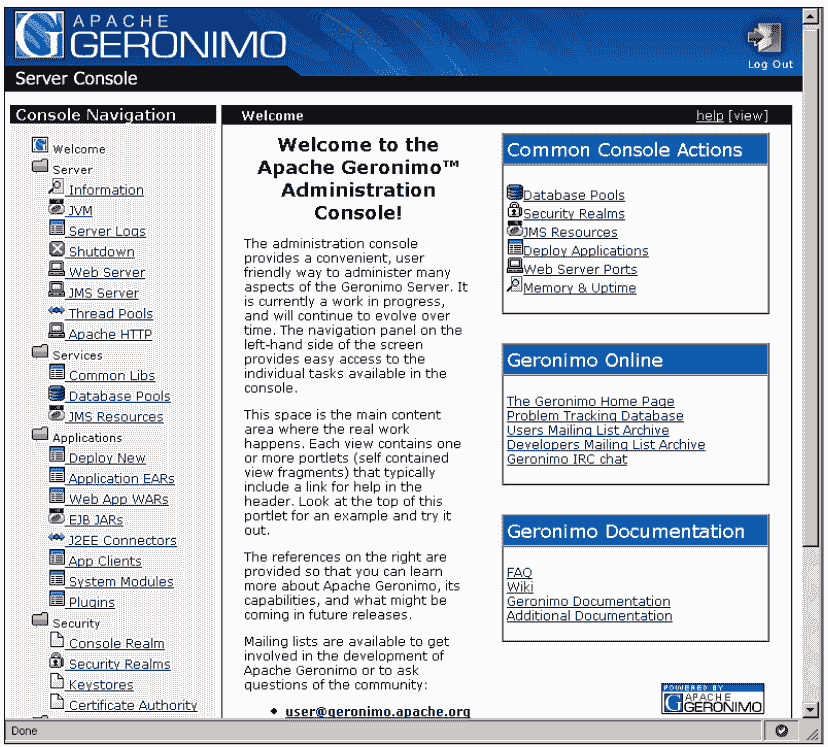 APACHE
GERONIMO
Log Out
Server Console
Console Navigation
Welcome
Server
Information
JVM
Server Logs
Shutdown
Web Server
JMS Server
Thread Pools
Apache HTTP
Services
Common Libs
Database Pools
JMS Resources
Applications
Deploy New
Application EARs
Web App WARs
EJB JARs
J2EE Connectors
App Clients
System Modules
Plugins
Security
Console Realm
Security Realms
Keystores
Certificate Authority
Welcome
help [view]
Welcome to the
Apache Geronimo™
Administration
Console!
The administration console
provides a convenient, user
friendly way to administer many
aspects of the Geronimo Server. It
is currently a work in progress,
and will continue to evolve over
time. The navigation panel on the
left-hand side of the screen
provides easy access to the
individual tasks available in the
console.
This space is the main content
area where the real work
happens. Each view contains one
or more portlets (self contained
view fragments) that typically
include a link for help in the
header. Look at the top of this
portlet for an example and try it
out.
The references on the right are
provided so that you can learn
more about Apache Geronimo, its
capabilities, and what might be
coming in future releases.
Mailing lists are available to get
involved in the development of
Apache Geronimo or to ask
questions of the community:
• user@geronimo.apache.org
Common Console Actions
Database Pools
Security Realms
JMS Resources
Deploy Applications
Web Server Ports
Memory & Uptime
Geronimo Online
The Geronimo Home Page
Problem Tracking Database
Users Mailing List Archive
Developers Mailing List Archive
Geronimo IRC chat
Geronimo Documentation
FAQ
Wiki
Geronimo Documentation
Additional Documentation
POWERED BY
APACHE
GERONIMO
Done